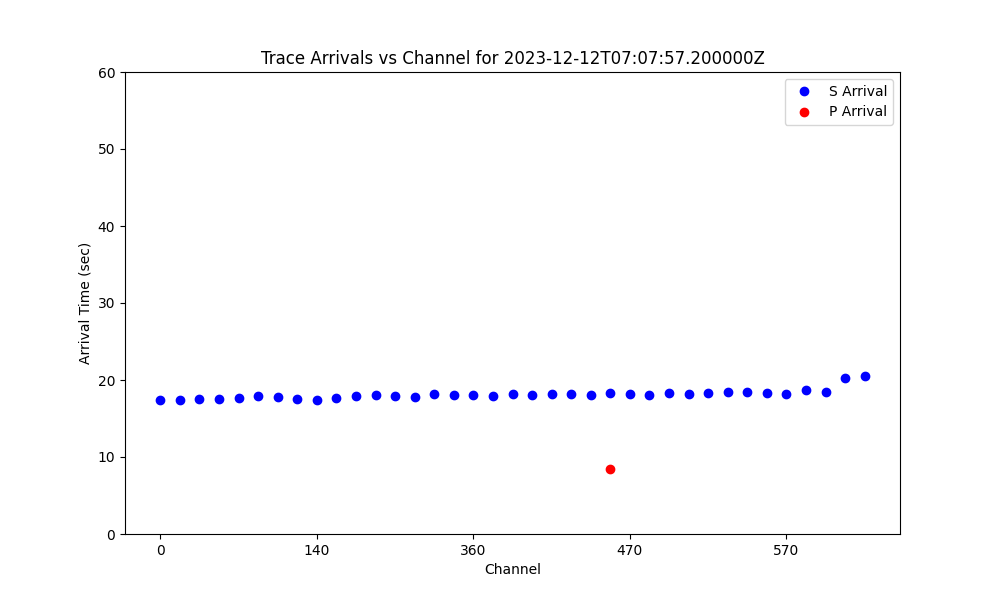 Trace Arrivals vs Channel for 2023-12-12T07:07:57.200000Z
S Arrival
P Arrival
60
50
40
30
20
10
0
Arrival Time (sec)
0 140 360 470 570
Channel